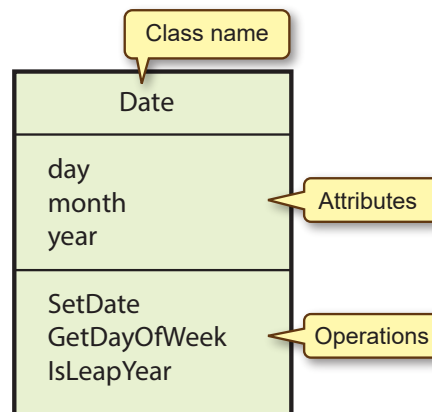 Class name
Date
day
month
year
Attributes
SetDate
GetDayOfWeek
IsLeapYear
Operations